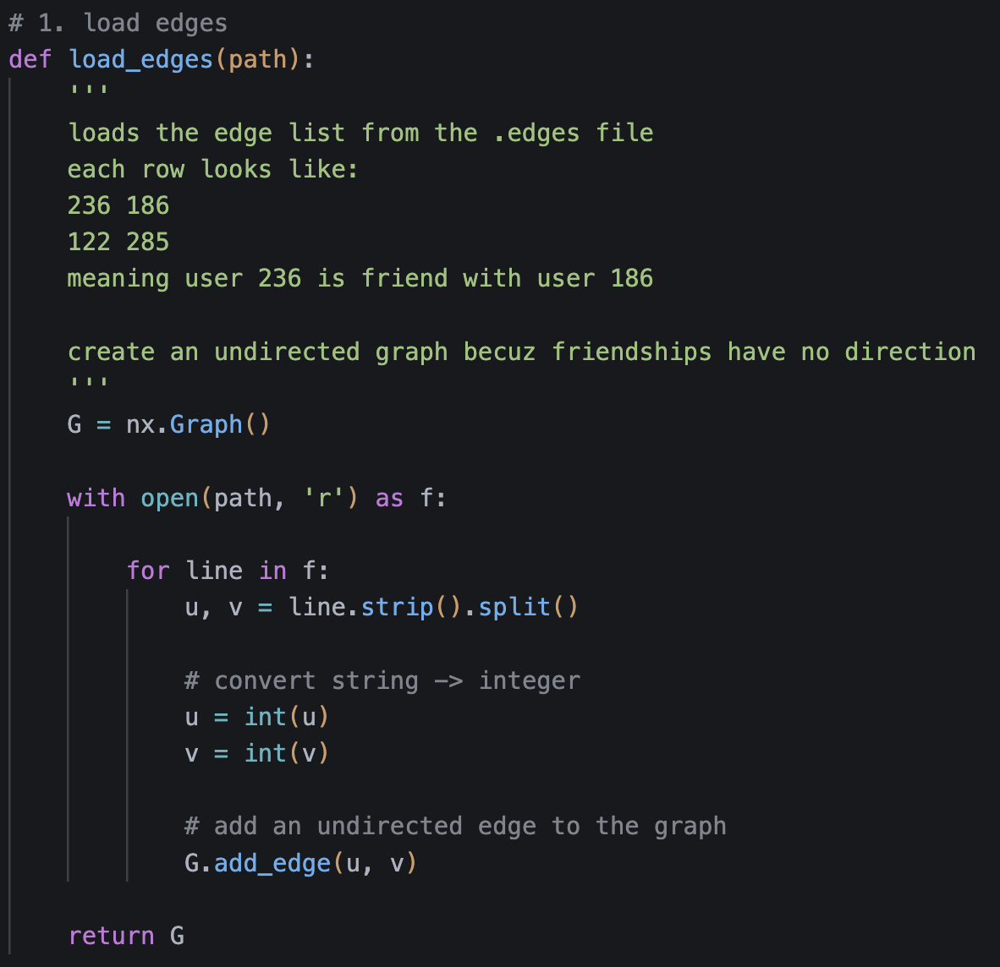 # 1. load edges
def load_edges(path):
'''
loads the edge list from the .edges file
each row looks like:
236 186
122 285
meaning user 236 is friend with user 186
create an undirected graph becuz friendships have no direction
'''
G = nx.Graph()
with open(path, 'r') as f:
for line in f:
u, v = line.strip().split()
# convert string -> integer
u = int(u)
v = int(v)
# add an undirected edge to the graph
G.add_edge(u, v)
return G